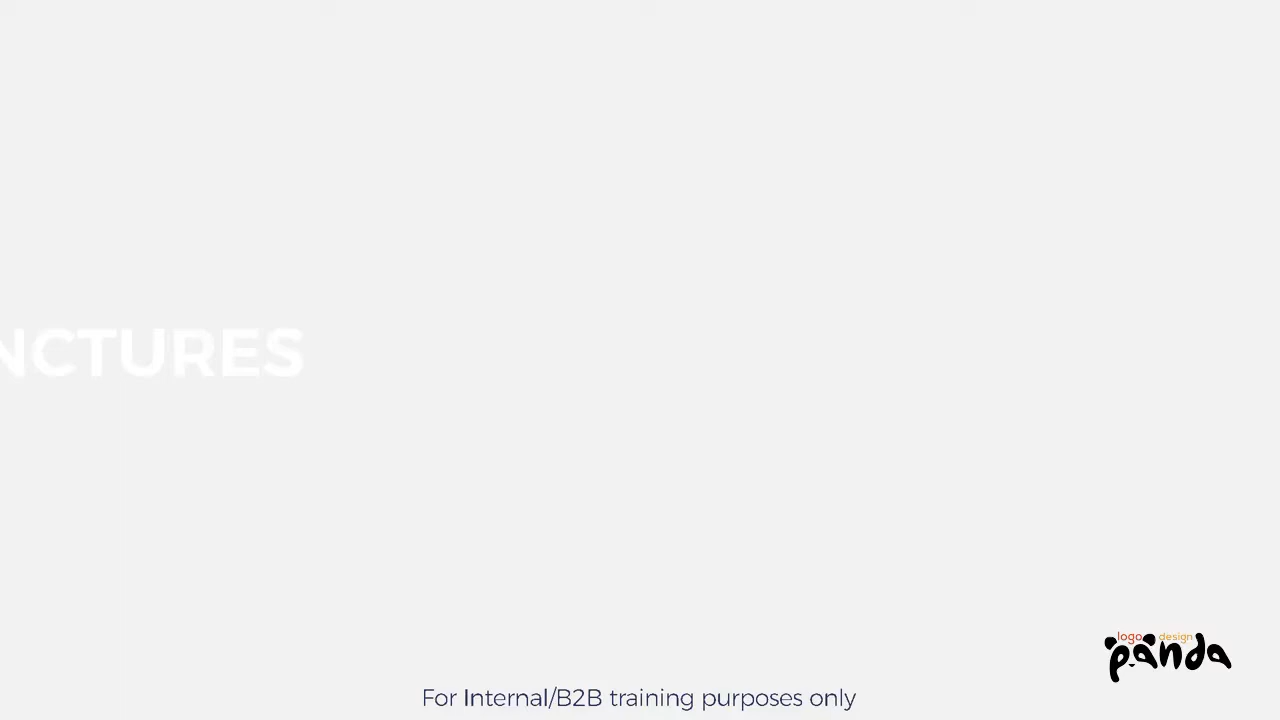 NCTURES
logo design
panda
For Internal/B2B training purposes only